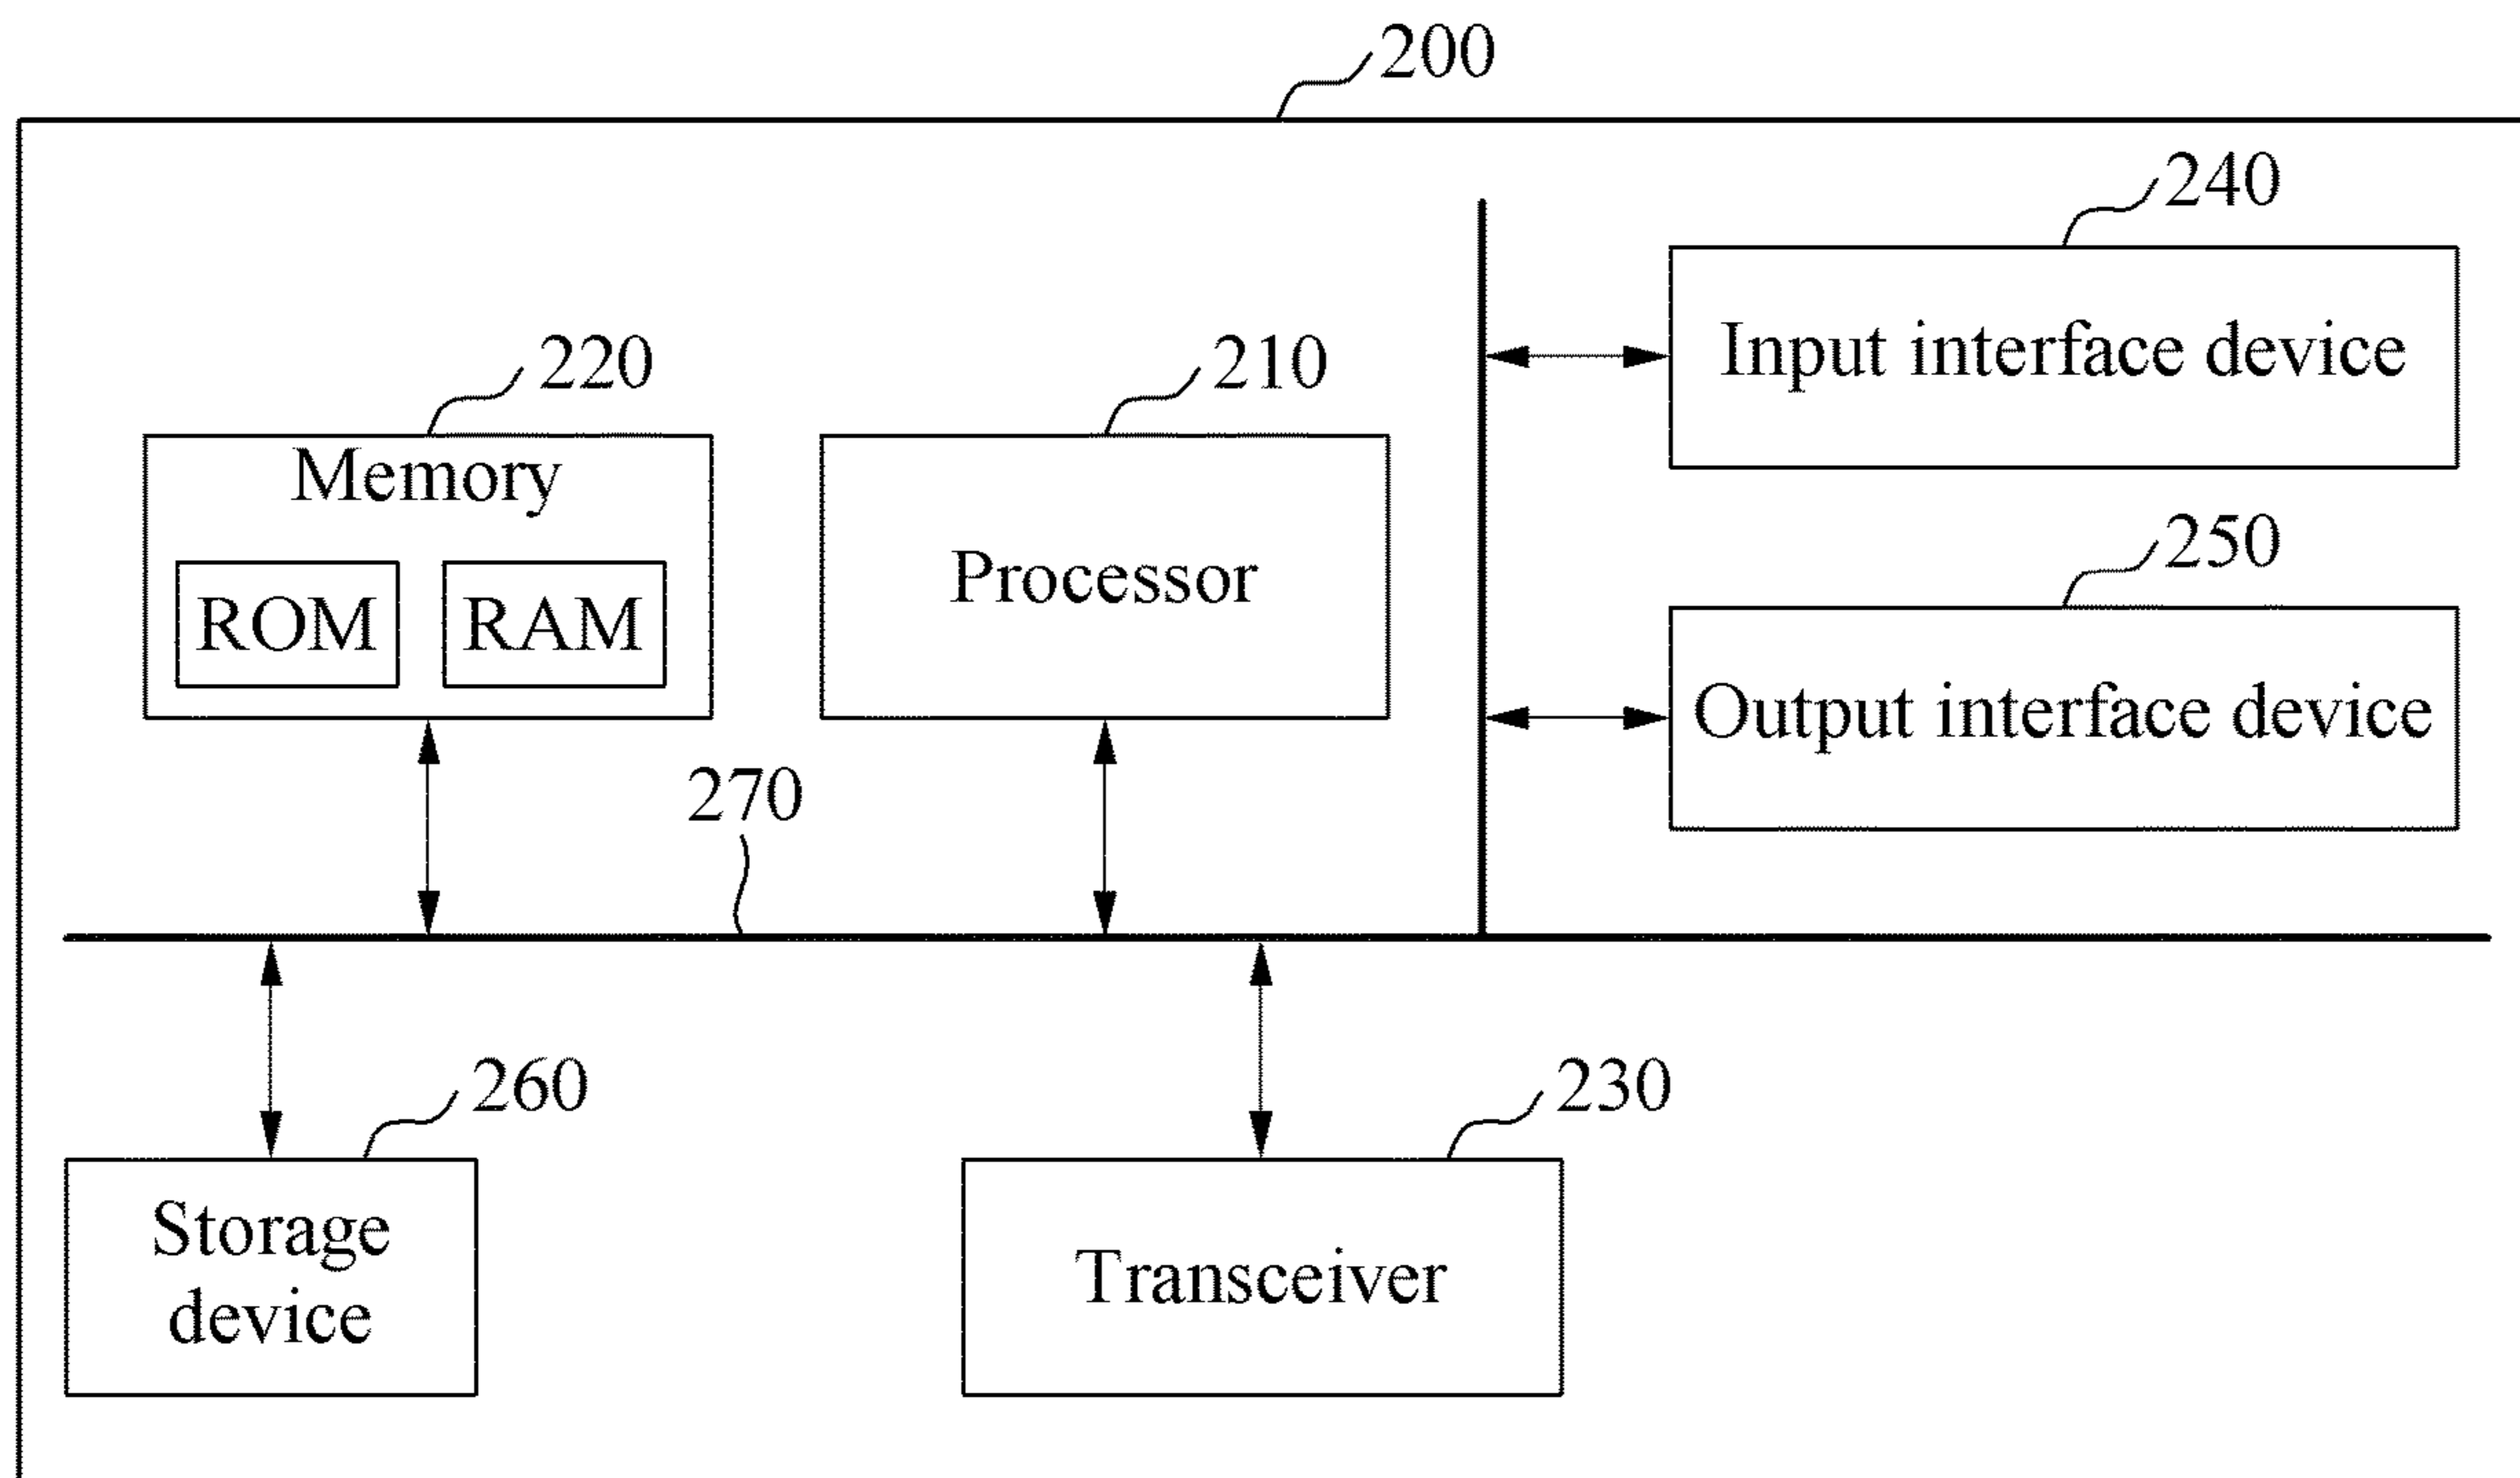 200
240
Input interface device
220
210
Memory
ROM RAM
Processor
250
Output interface device
270
260
230
Storage
device
Transceiver